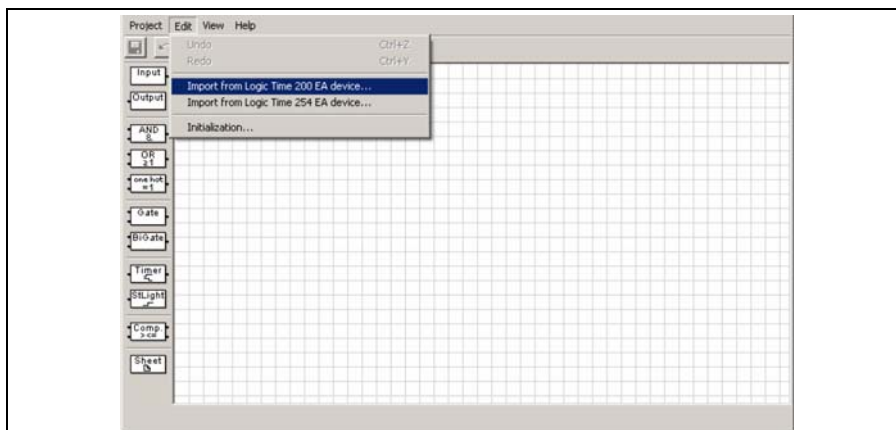 Project Edit View Help
Undo Ctrl+Z
Redo Ctrl+Y
Import from Logic Time 200 EA device...
Import from Logic Time 254 EA device...
Initialization...
Input
Output
AND
&
OR
≥1
one hot
=1
Gate
BiGate
Timer
StLight
Comp.
> <=
Sheet